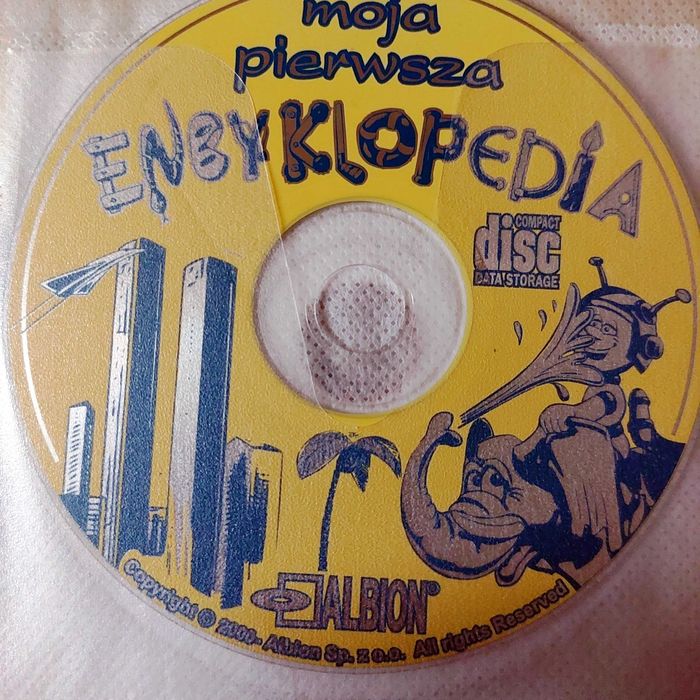 moja
pierwsza
ENCYKLOPEDIA
COMPACT
disc
DATA STORAGE
ALBION®
Copyright © 2000- Albion Sp. z o.o. All rights Reserved